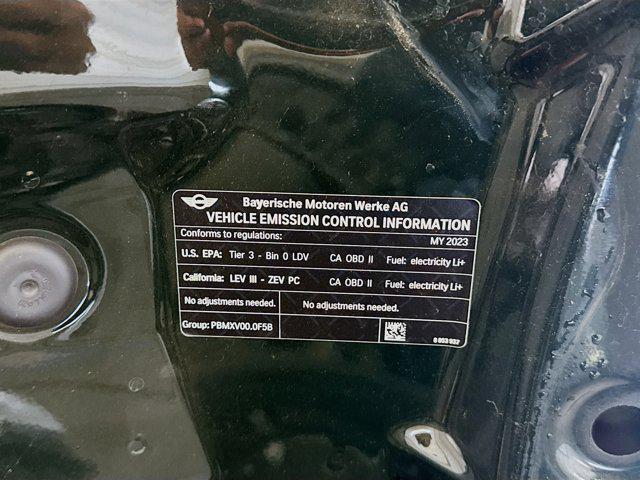 Bayerische Motoren Werke AG
VEHICLE EMISSION CONTROL INFORMATION
Conforms to regulations: MY 2023
U.S. EPA: Tier 3 - Bin 0 LDV CA OBD II Fuel: electricity Li+
California: LEV III - ZEV PC CA OBD II Fuel: electricity Li+
No adjustments needed. No adjustments needed.
Group: PBMXV00.0F5B 8 053 937